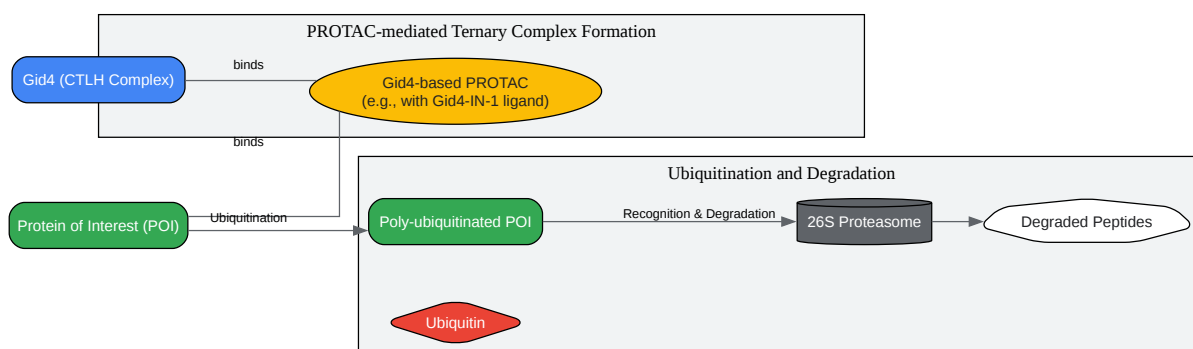 PROTAC-mediated Ternary Complex Formation
Gid4 (CTLH Complex)
binds
Gid4-based PROTAC
(e.g., with Gid4-IN-1 ligand)
binds
Ubiquitination and Degradation
Protein of Interest (POI)
Ubiquitination
Poly-ubiquitinated POI
Recognition & Degradation
26S Proteasome
Degraded Peptides
Ubiquitin